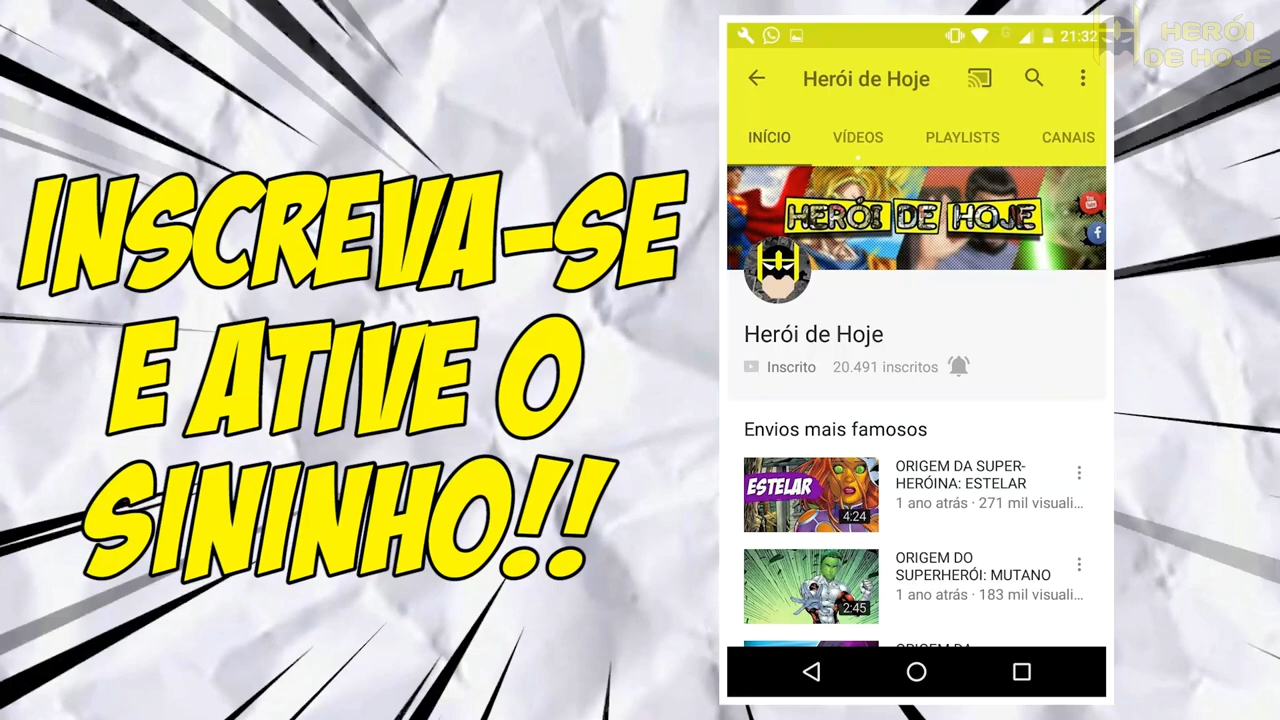 INSCREVA-SE
E ATIVE O
SININHO!!
HERÓI
DE HOJE
21:32
Herói de Hoje
INÍCIO VÍDEOS PLAYLISTS CANAIS
HERÓI DE HOJE
Herói de Hoje
Inscrito 20.491 inscritos
Envios mais famosos
ESTELAR
4:24
ORIGEM DA SUPER-
HEROÍNA: ESTELAR
1 ano atrás · 271 mil visuali...
2:45
ORIGEM DO
SUPERHERÓI: MUTANO
1 ano atrás · 183 mil visuali...